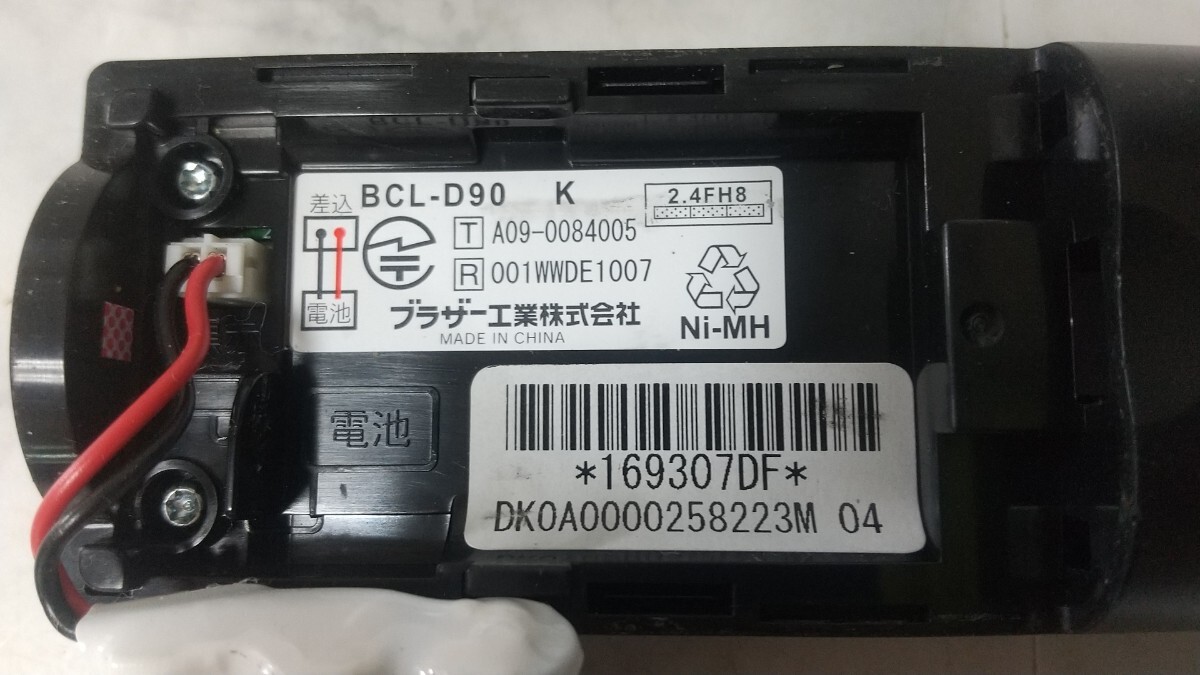 差込 BCL-D90 K 2.4FH8
T A09-0084005
R 001WWDE1007
電池 ブラザー工業株式会社
MADE IN CHINA
Ni-MH
電池
*169307DF*
DK0A0000258223M 04